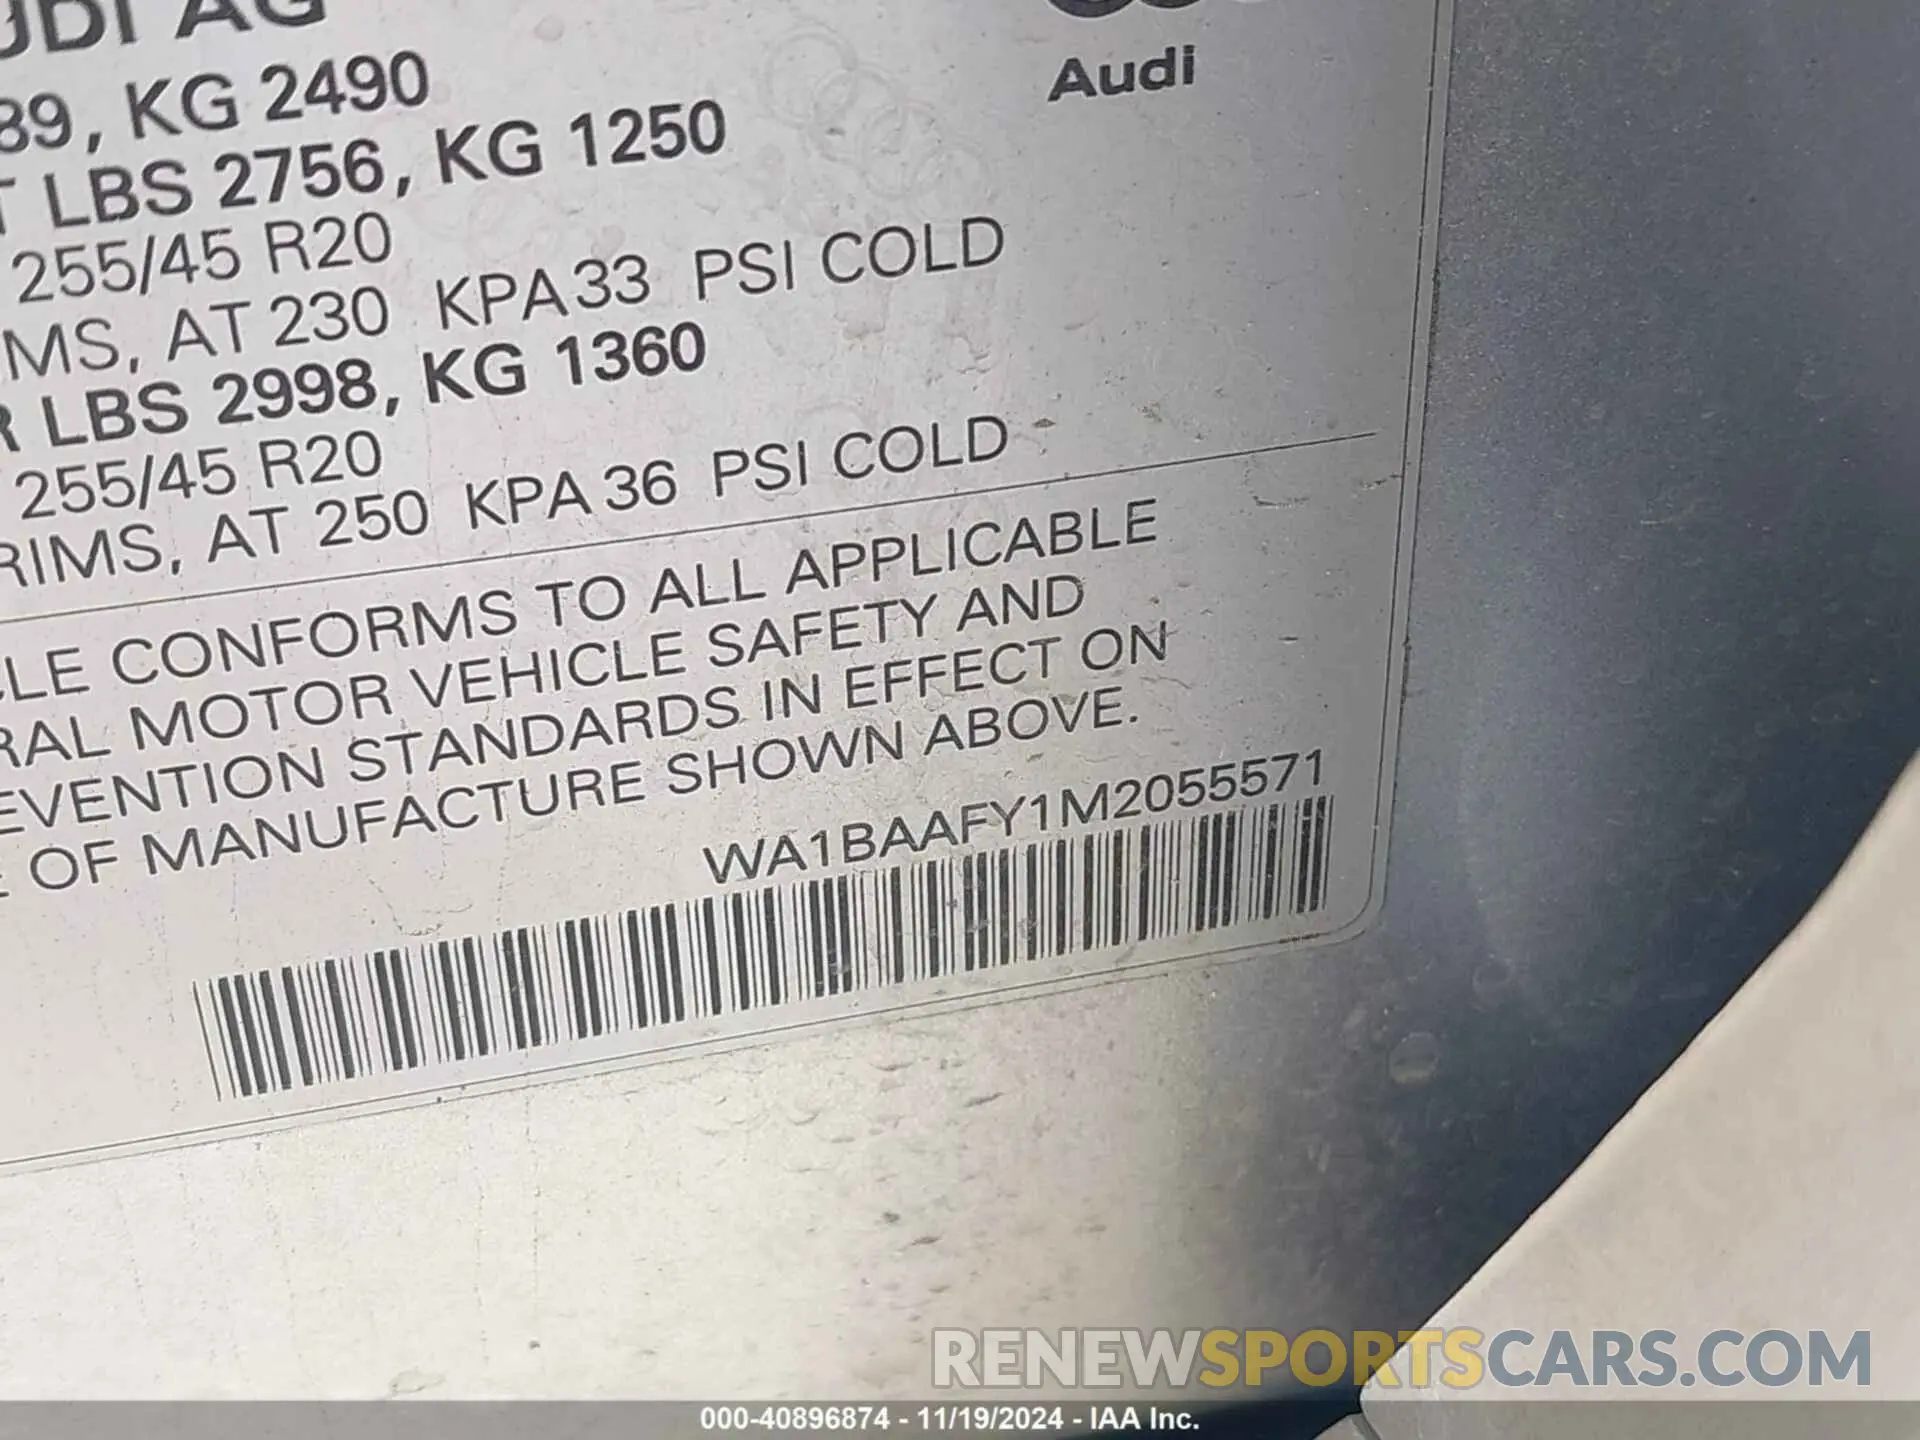 UDI AG
Audi
89, KG 2490
T LBS 2756, KG 1250
255/45 R20
IMS, AT 230 KPA 33 PSI COLD
R LBS 2998, KG 1360
255/45 R20
RIMS, AT 250 KPA 36 PSI COLD
CLE CONFORMS TO ALL APPLICABLE
RAL MOTOR VEHICLE SAFETY AND
EVENTION STANDARDS IN EFFECT ON
E OF MANUFACTURE SHOWN ABOVE.
WA1BAAFY1M2055571
RENEWSPORTSCARS.COM
000-40896874 - 11/19/2024 - IAA Inc.